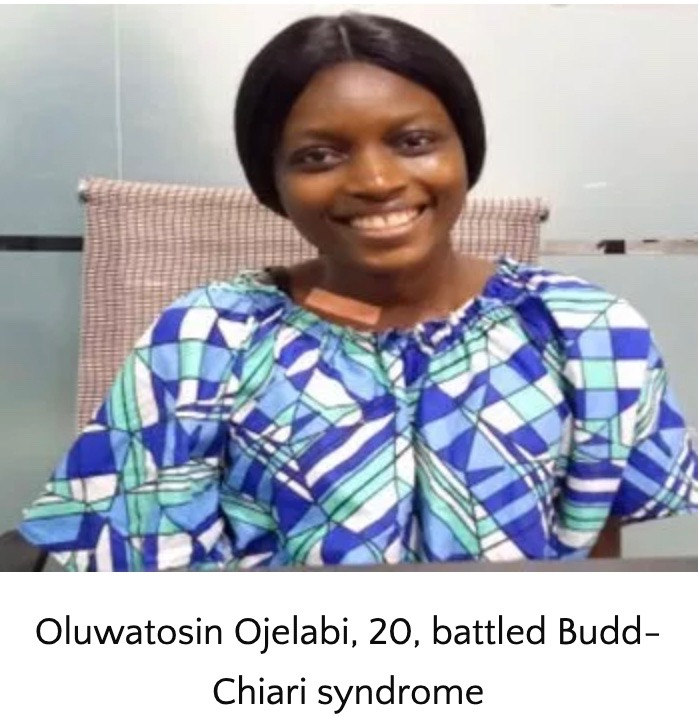 Oluwatosin Ojelabi, 20, battled Budd-
Chiari syndrome